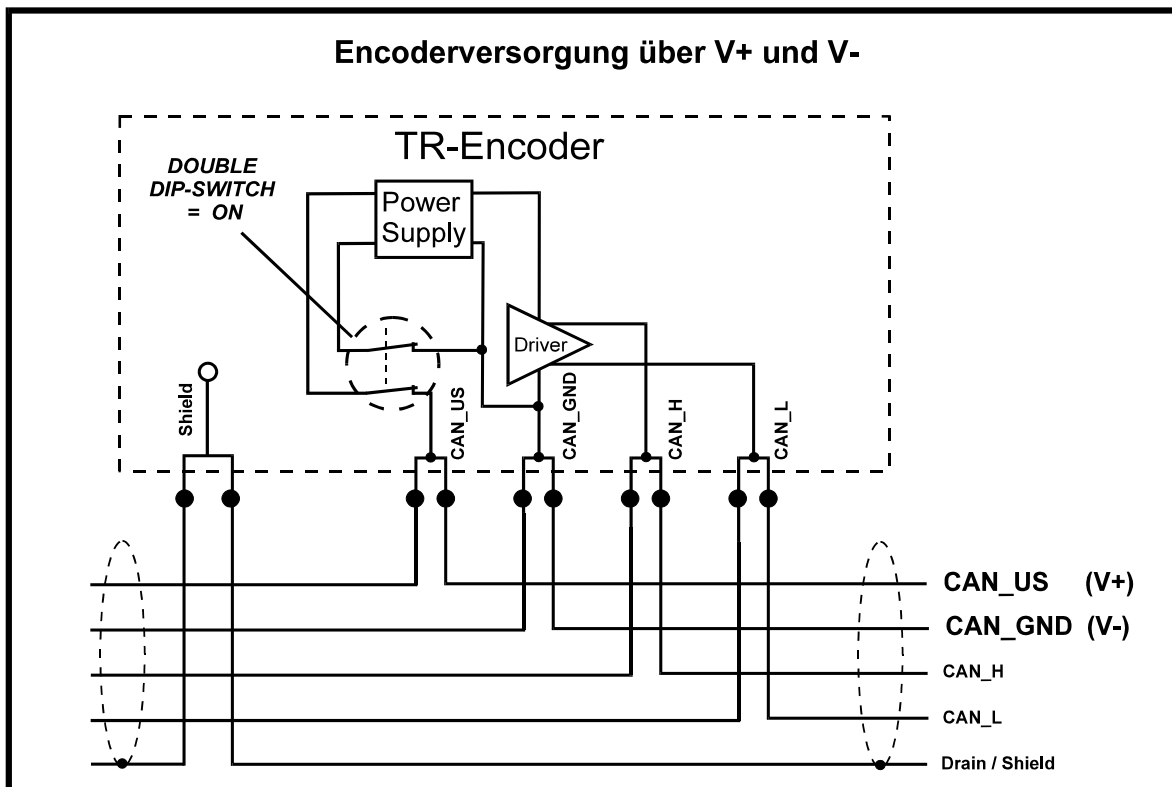 Encoderversorgung über V+ und V-
TR-Encoder
DOUBLE
DIP-SWITCH
= ON
Power
Supply
Driver
Shield
CAN_US
CAN_GND
CAN_H
CAN_L
CAN_US (V+)
CAN_GND (V-)
CAN_H
CAN_L
Drain / Shield